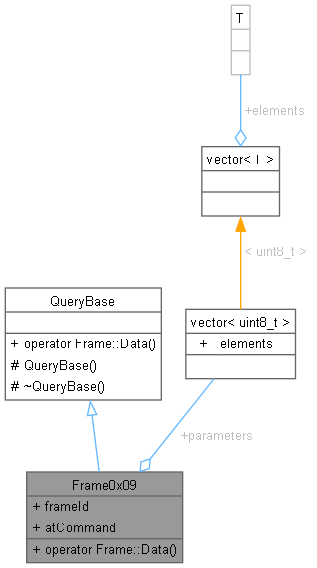 T
+elements
vector< T >
< uint8_t >
QueryBase
+ operator Frame::Data()
# QueryBase()
# ~QueryBase()
vector< uint8_t >
+ elements
+parameters
Frame0x09
+ frameId
+ atCommand
+ operator Frame::Data()